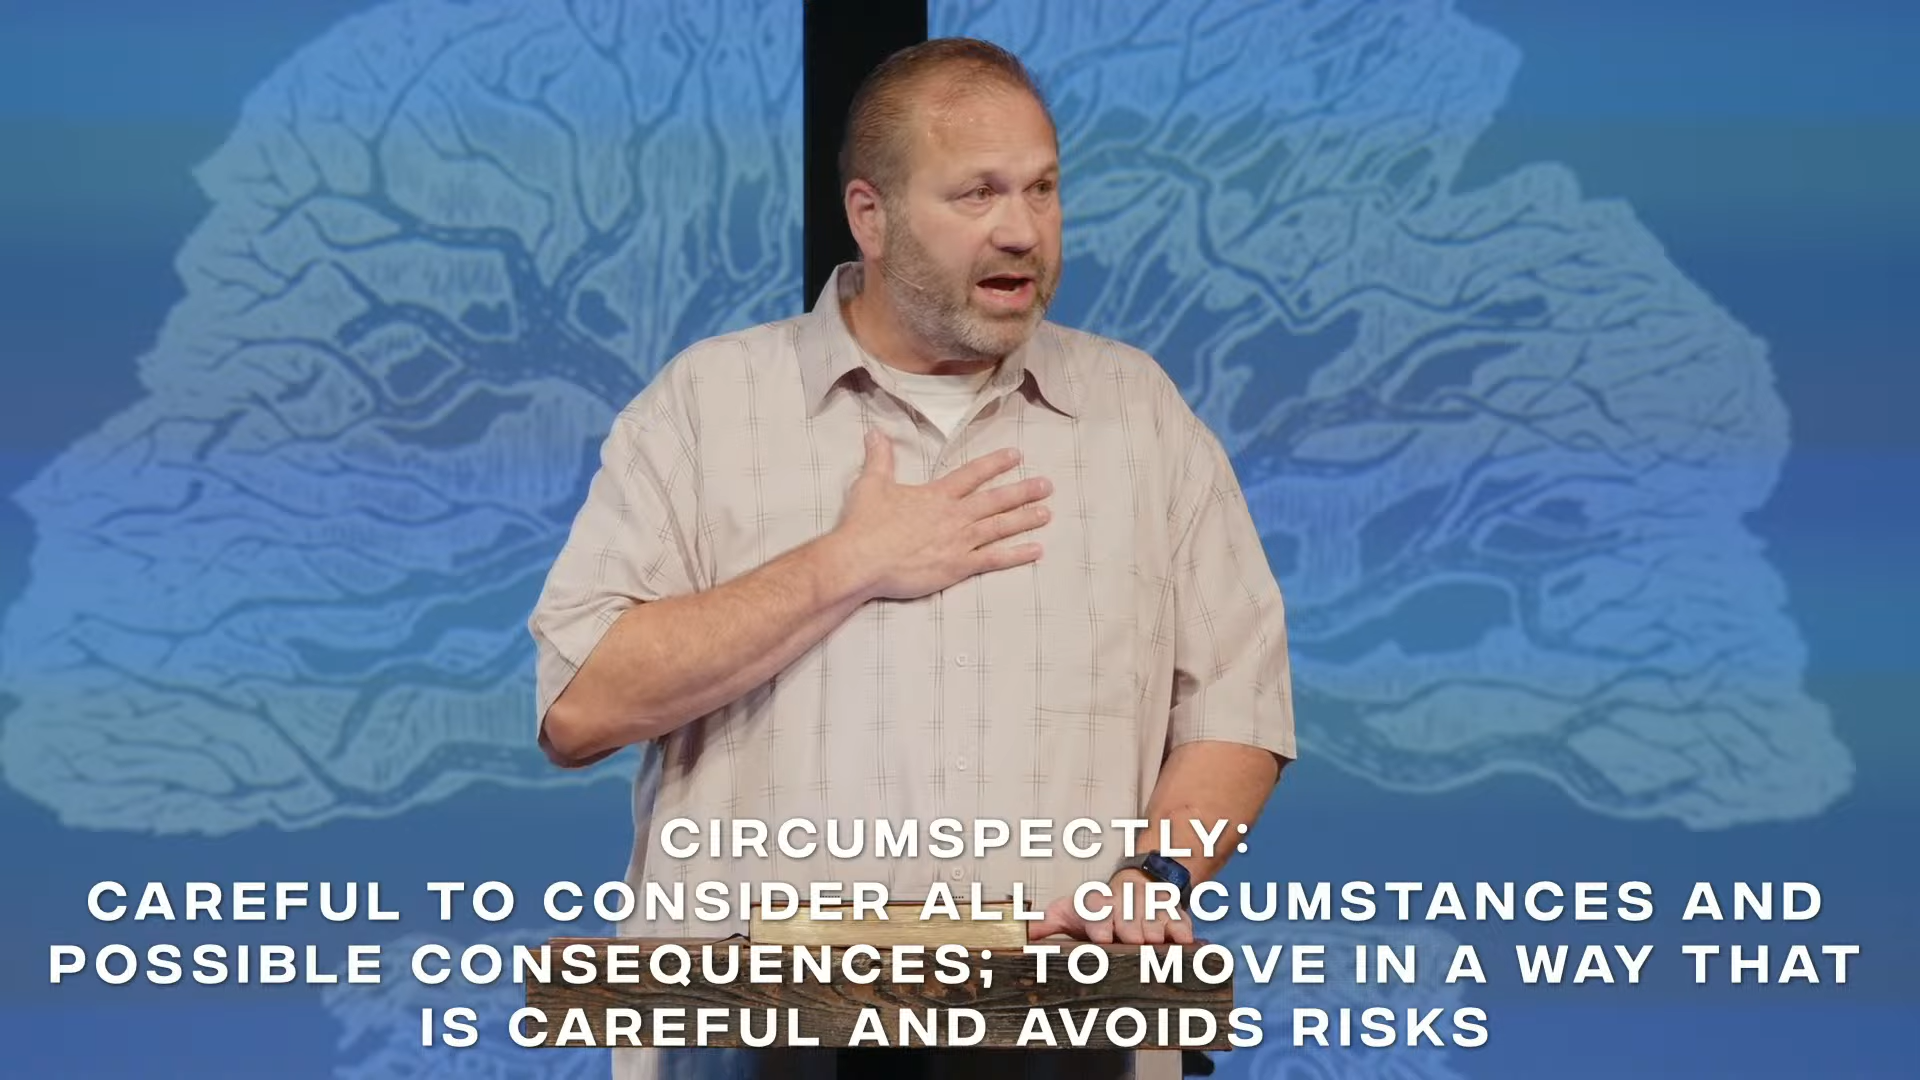 CIRCUMSPECTLY:
CAREFUL TO CONSIDER ALL CIRCUMSTANCES AND
POSSIBLE CONSEQUENCES; TO MOVE IN A WAY THAT
IS CAREFUL AND AVOIDS RISKS